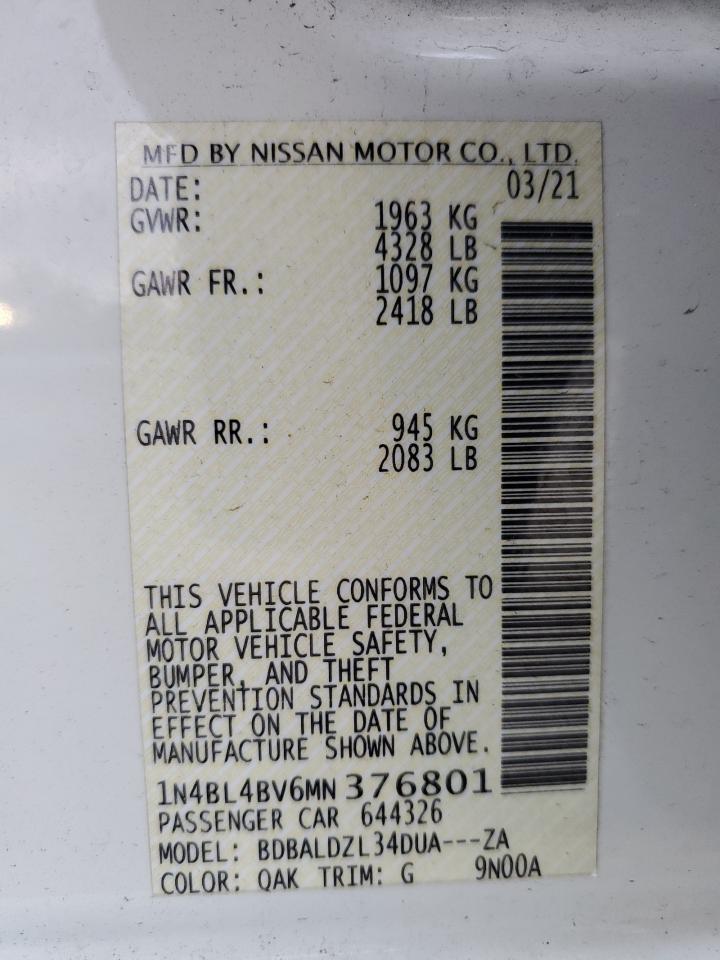 MFD BY NISSAN MOTOR CO., LTD.
DATE: 03/21
GVWR: 1963 KG
4328 LB
GAWR FR.: 1097 KG
2418 LB
GAWR RR.: 945 KG
2083 LB
THIS VEHICLE CONFORMS TO
ALL APPLICABLE FEDERAL
MOTOR VEHICLE SAFETY,
BUMPER, AND THEFT
PREVENTION STANDARDS IN
EFFECT ON THE DATE OF
MANUFACTURE SHOWN ABOVE.
1N4BL4BV6MN 376801
PASSENGER CAR 644326
MODEL: BDBALDZL34DUA---ZA
COLOR: QAK TRIM: G 9N00A